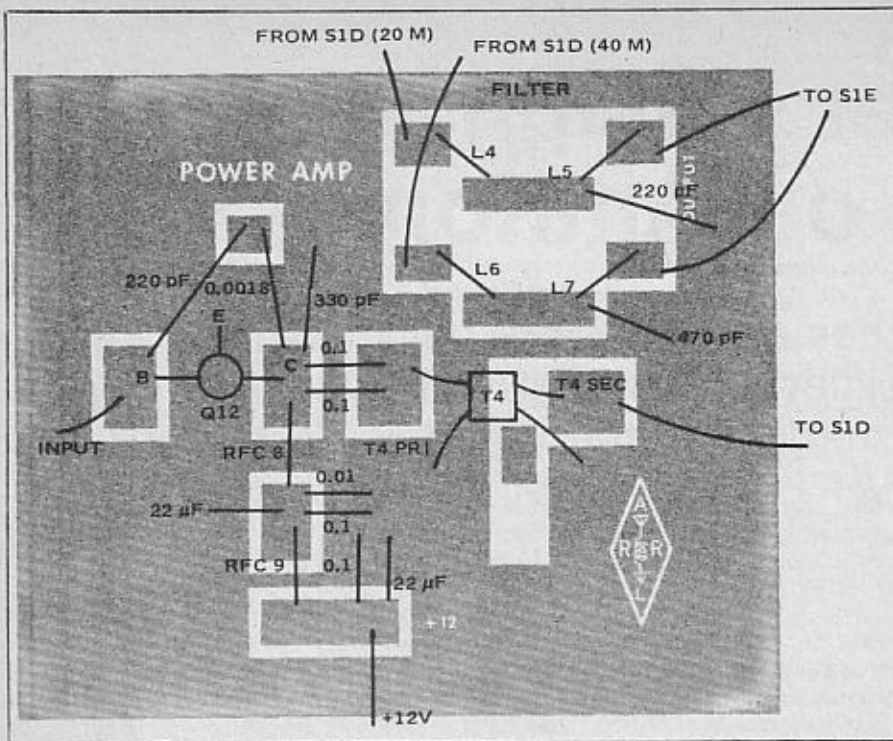 FROM S1D (20 M)
FROM S1D (40 M)
FILTER
TO S1E
L4
L5
POWER AMP
220 pF
OUTPUT
220 pF
0.0018
330 pF
L6
L7
E
0.1
470 pF
B
C
T4
T4 SEC
0.1
Q12
INPUT
RFC 8
T4 PRI
TO S1D
0.01
22 µF
0.1
A
R R
L
RFC 9
0.1
22 µF
+12
+12V